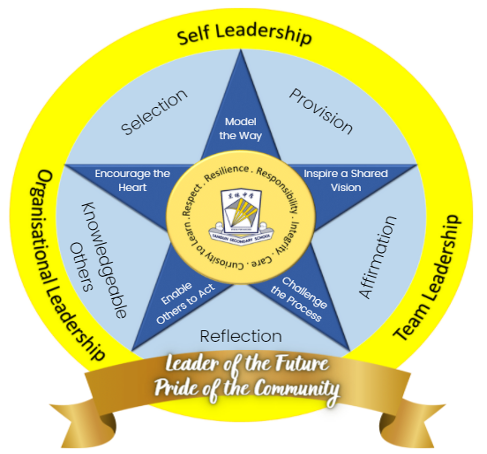 Self Leadership
Selection
Provision
Model
the Way
Encourage the
Heart
Inspire a Shared
Vision
Respect . Resilience . Responsibility . Integrity . Care . Curiosity to Learn .
SECONDARY SCHOOL
Organisational Leadership
Knowledgeable
Others
Affirmation
Team Leadership
Enable
Others to Act
Challenge
the Process
Reflection
Leader of the Future
Pride of the Community